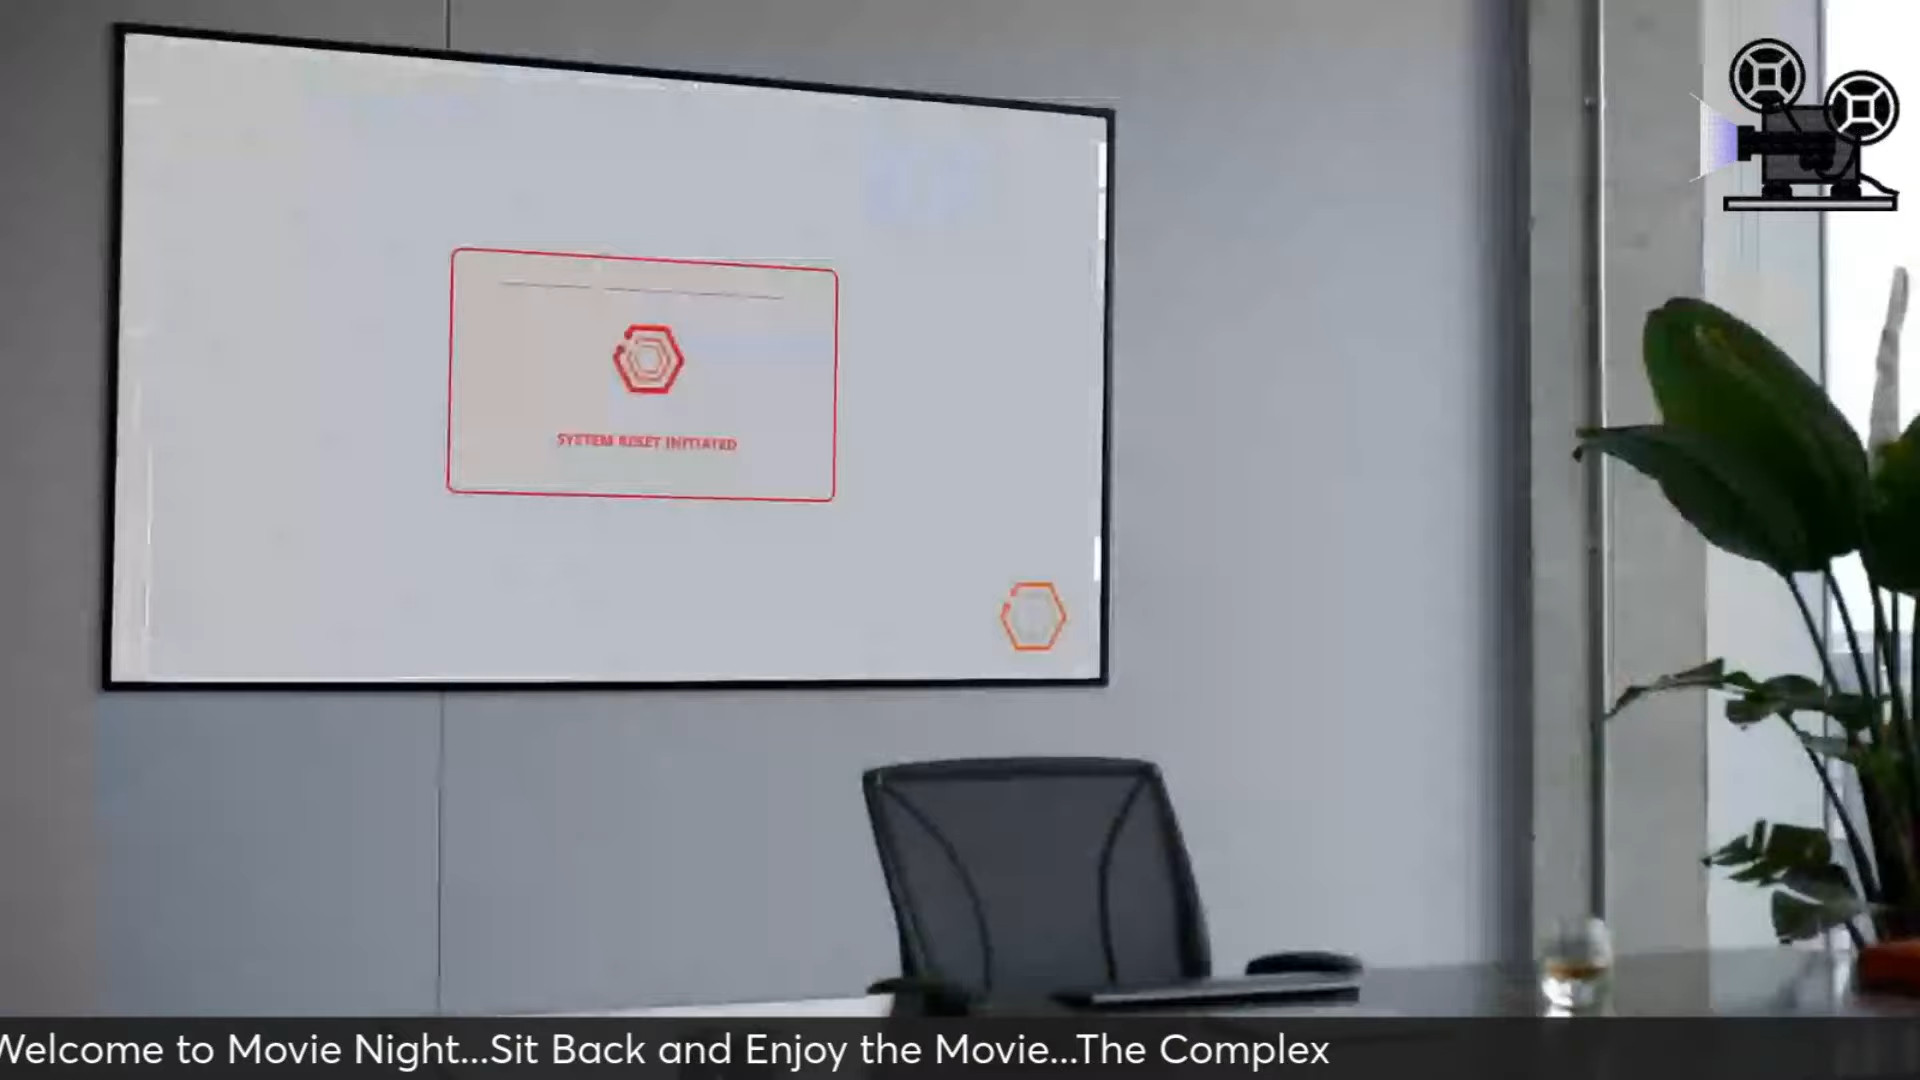 SYSTEM RESET INITIATED
Welcome to Movie Night...Sit Back and Enjoy the Movie...The Complex